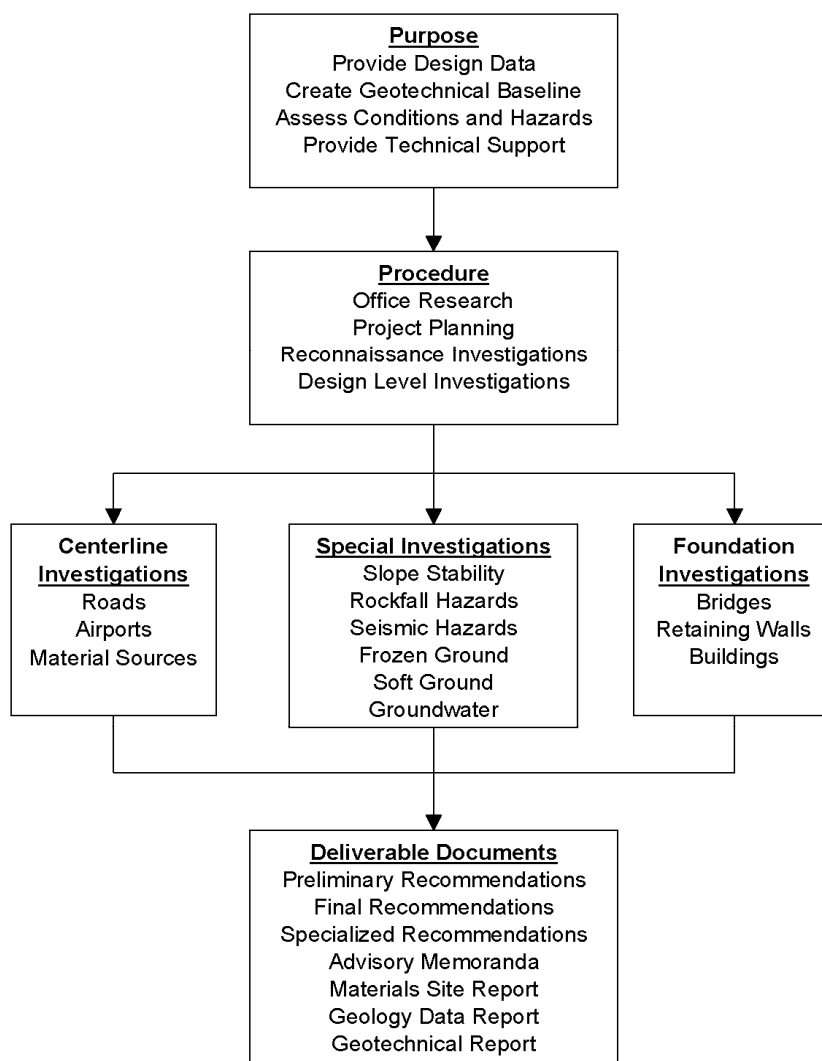 Purpose
Provide Design Data
Create Geotechnical Baseline
Assess Conditions and Hazards
Provide Technical Support
Procedure
Office Research
Project Planning
Reconnaissance Investigations
Design Level Investigations
Centerline
Investigations
Roads
Airports
Material Sources
Special Investigations
Slope Stability
Rockfall Hazards
Seismic Hazards
Frozen Ground
Soft Ground
Groundwater
Foundation
Investigations
Bridges
Retaining Walls
Buildings
Deliverable Documents
Preliminary Recommendations
Final Recommendations
Specialized Recommendations
Advisory Memoranda
Materials Site Report
Geology Data Report
Geotechnical Report